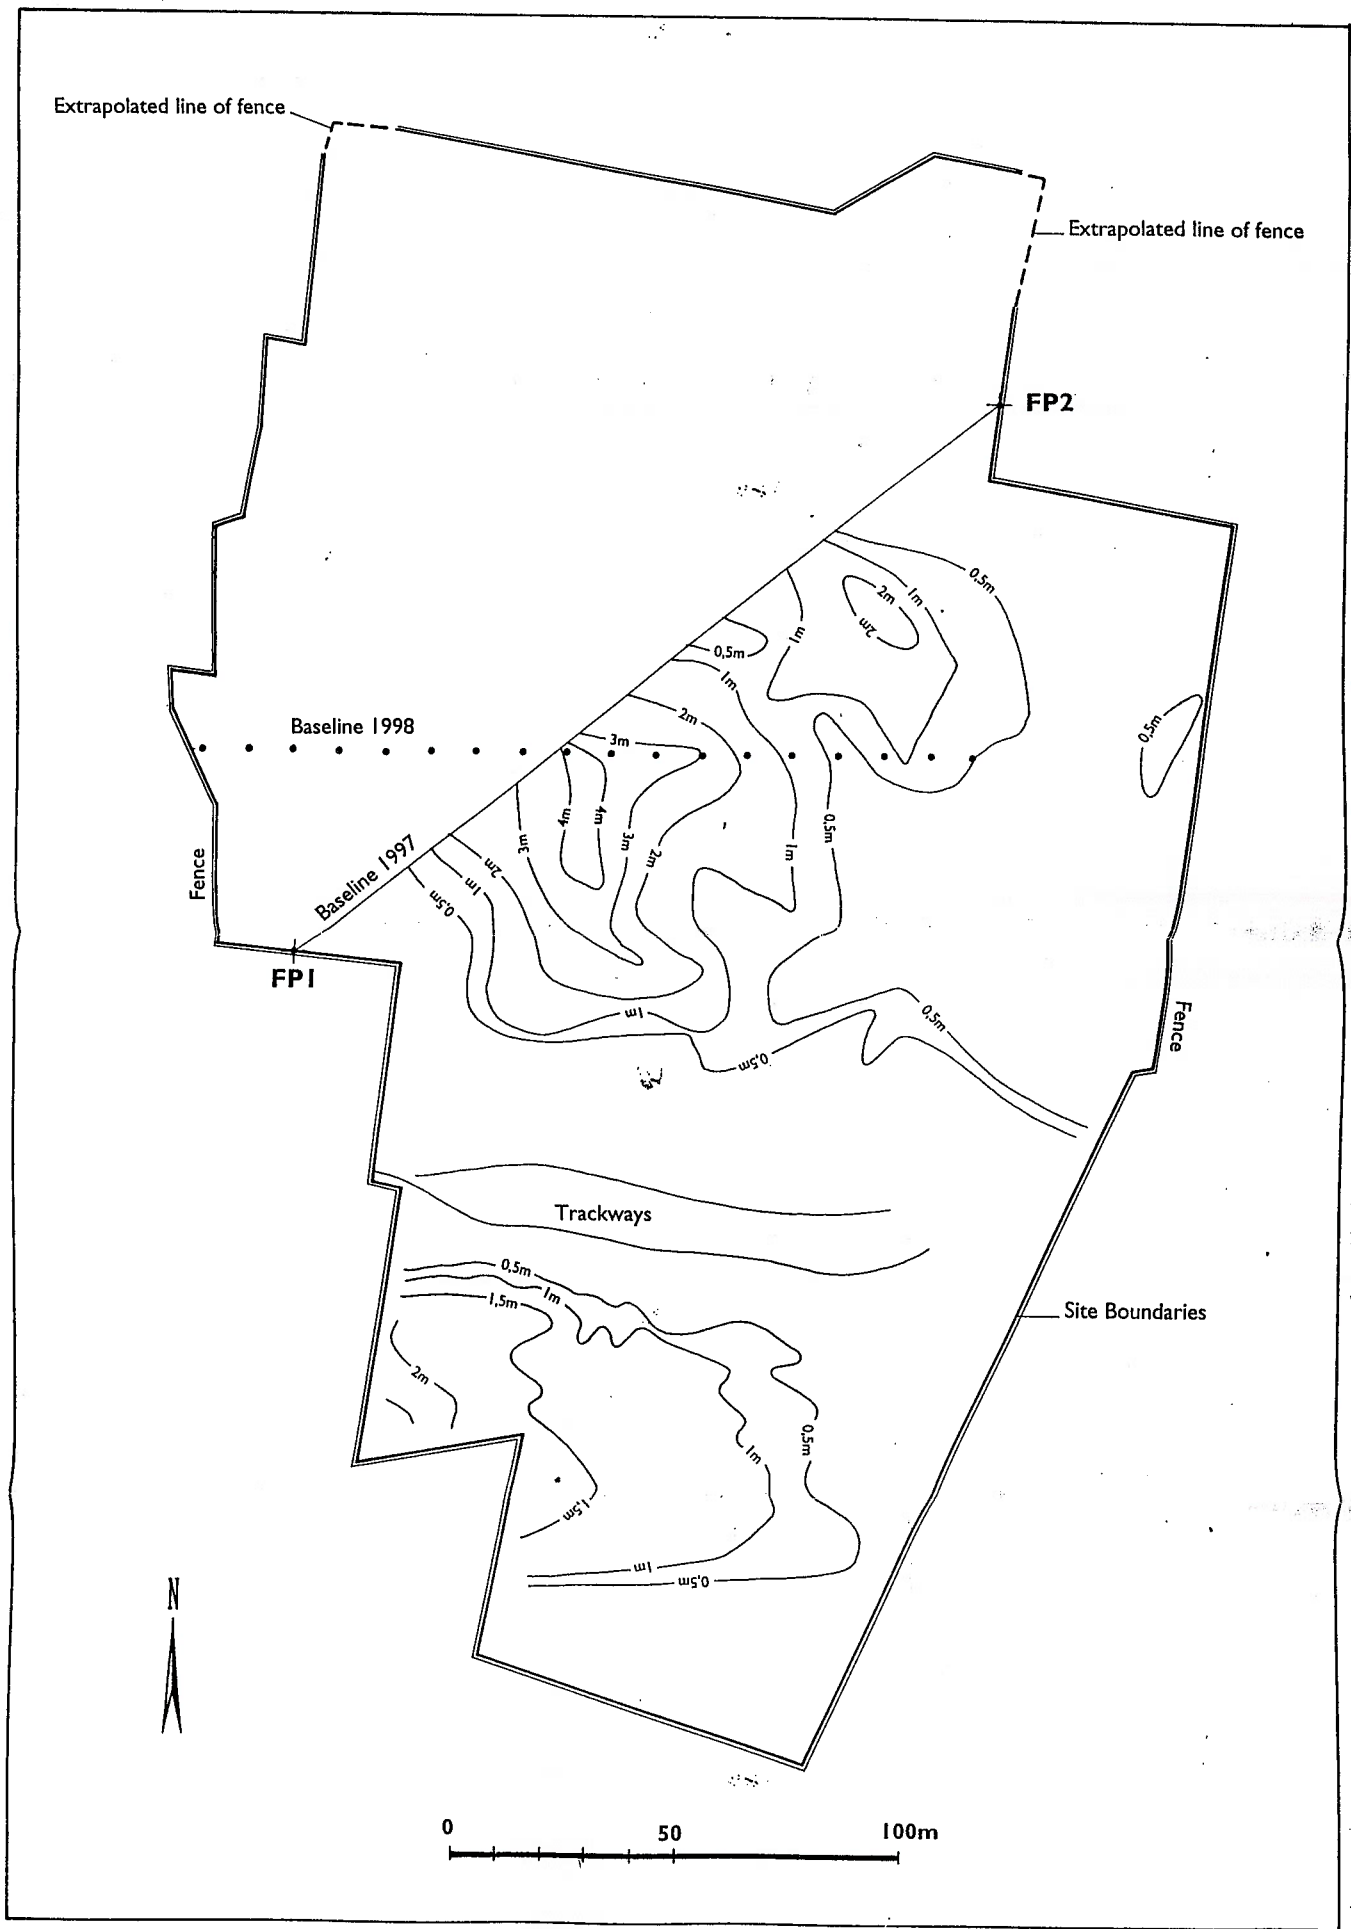 Extrapolated line of fence
Extrapolated line of fence
FP2
0,5m
2m
1m
2m
1m
0,5m
1m
0,5m
2m
Baseline 1998
3m
4m
4m
3m
3m
2m
1m
0,5m
Baseline 1997
2m
1m
0,5m
Fence
FP1
1m
0,5m
0,5m
Fence
Trackways
0,5m
1m
1,5m
Site Boundaries
2m
0,5m
1m
1,5m
1m
0,5m
N
0 50 100m